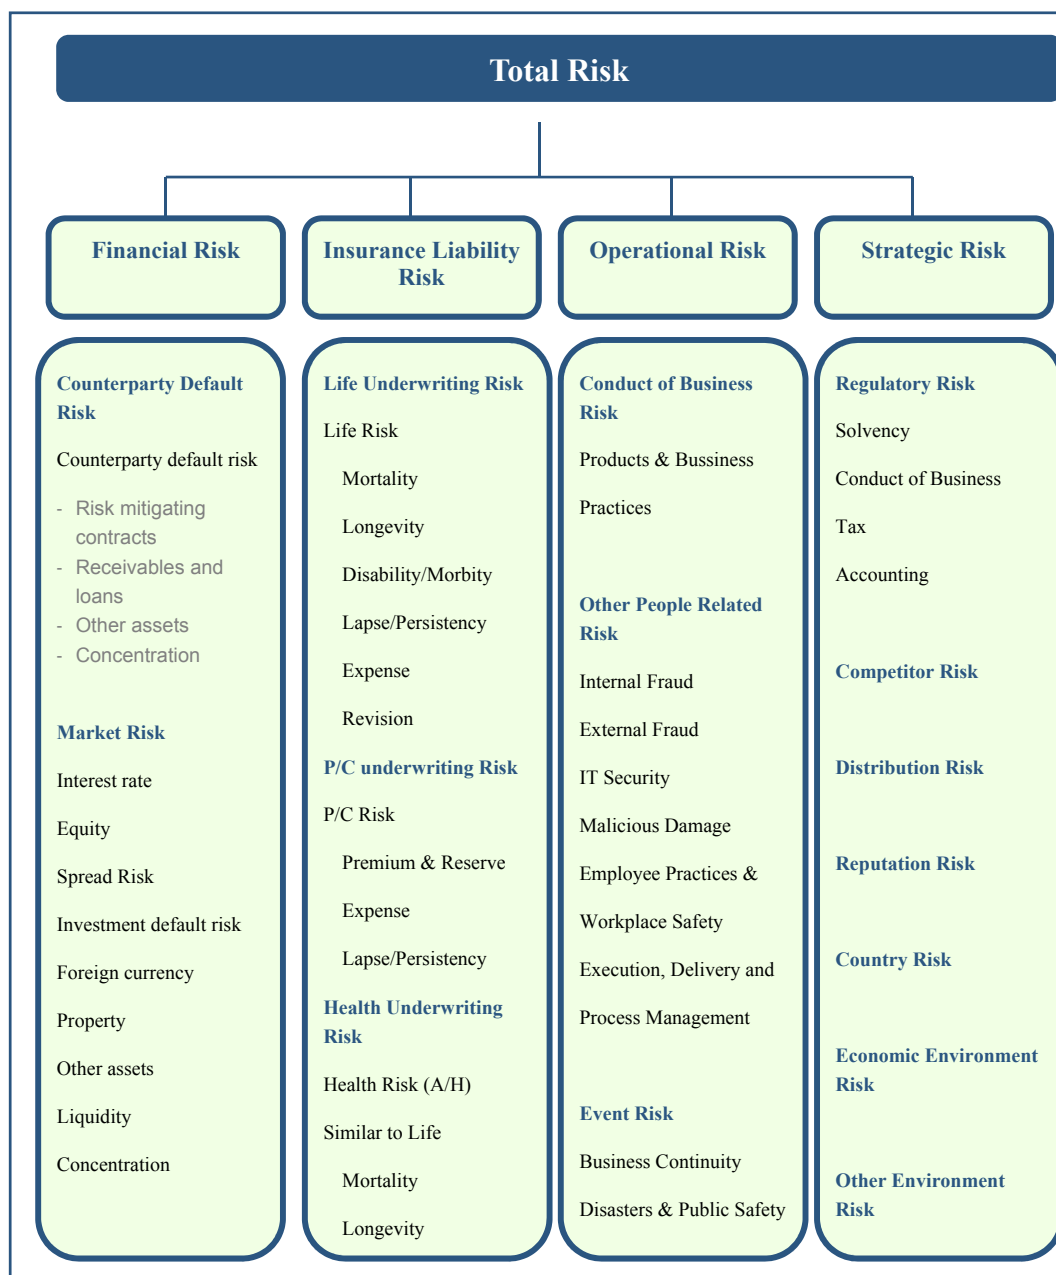 Total Risk
Financial Risk
Insurance Liability
Risk
Operational Risk
Strategic Risk
Counterparty Default
Risk
Counterparty default risk
- Risk mitigating
contracts
- Receivables and
loans
- Other assets
- Concentration
Market Risk
Interest rate
Equity
Spread Risk
Investment default risk
Foreign currency
Property
Other assets
Liquidity
Concentration
Life Underwriting Risk
Life Risk
Mortality
Longevity
Disability/Morbity
Lapse/Persistency
Expense
Revision
P/C underwriting Risk
P/C Risk
Premium & Reserve
Expense
Lapse/Persistency
Health Underwriting
Risk
Health Risk (A/H)
Similar to Life
Mortality
Longevity
Conduct of Business
Risk
Products & Bussiness
Practices
Other People Related
Risk
Internal Fraud
External Fraud
IT Security
Malicious Damage
Employee Practices &
Workplace Safety
Execution, Delivery and
Process Management
Event Risk
Business Continuity
Disasters & Public Safety
Regulatory Risk
Solvency
Conduct of Business
Tax
Accounting
Competitor Risk
Distribution Risk
Reputation Risk
Country Risk
Economic Environment
Risk
Other Environment
Risk